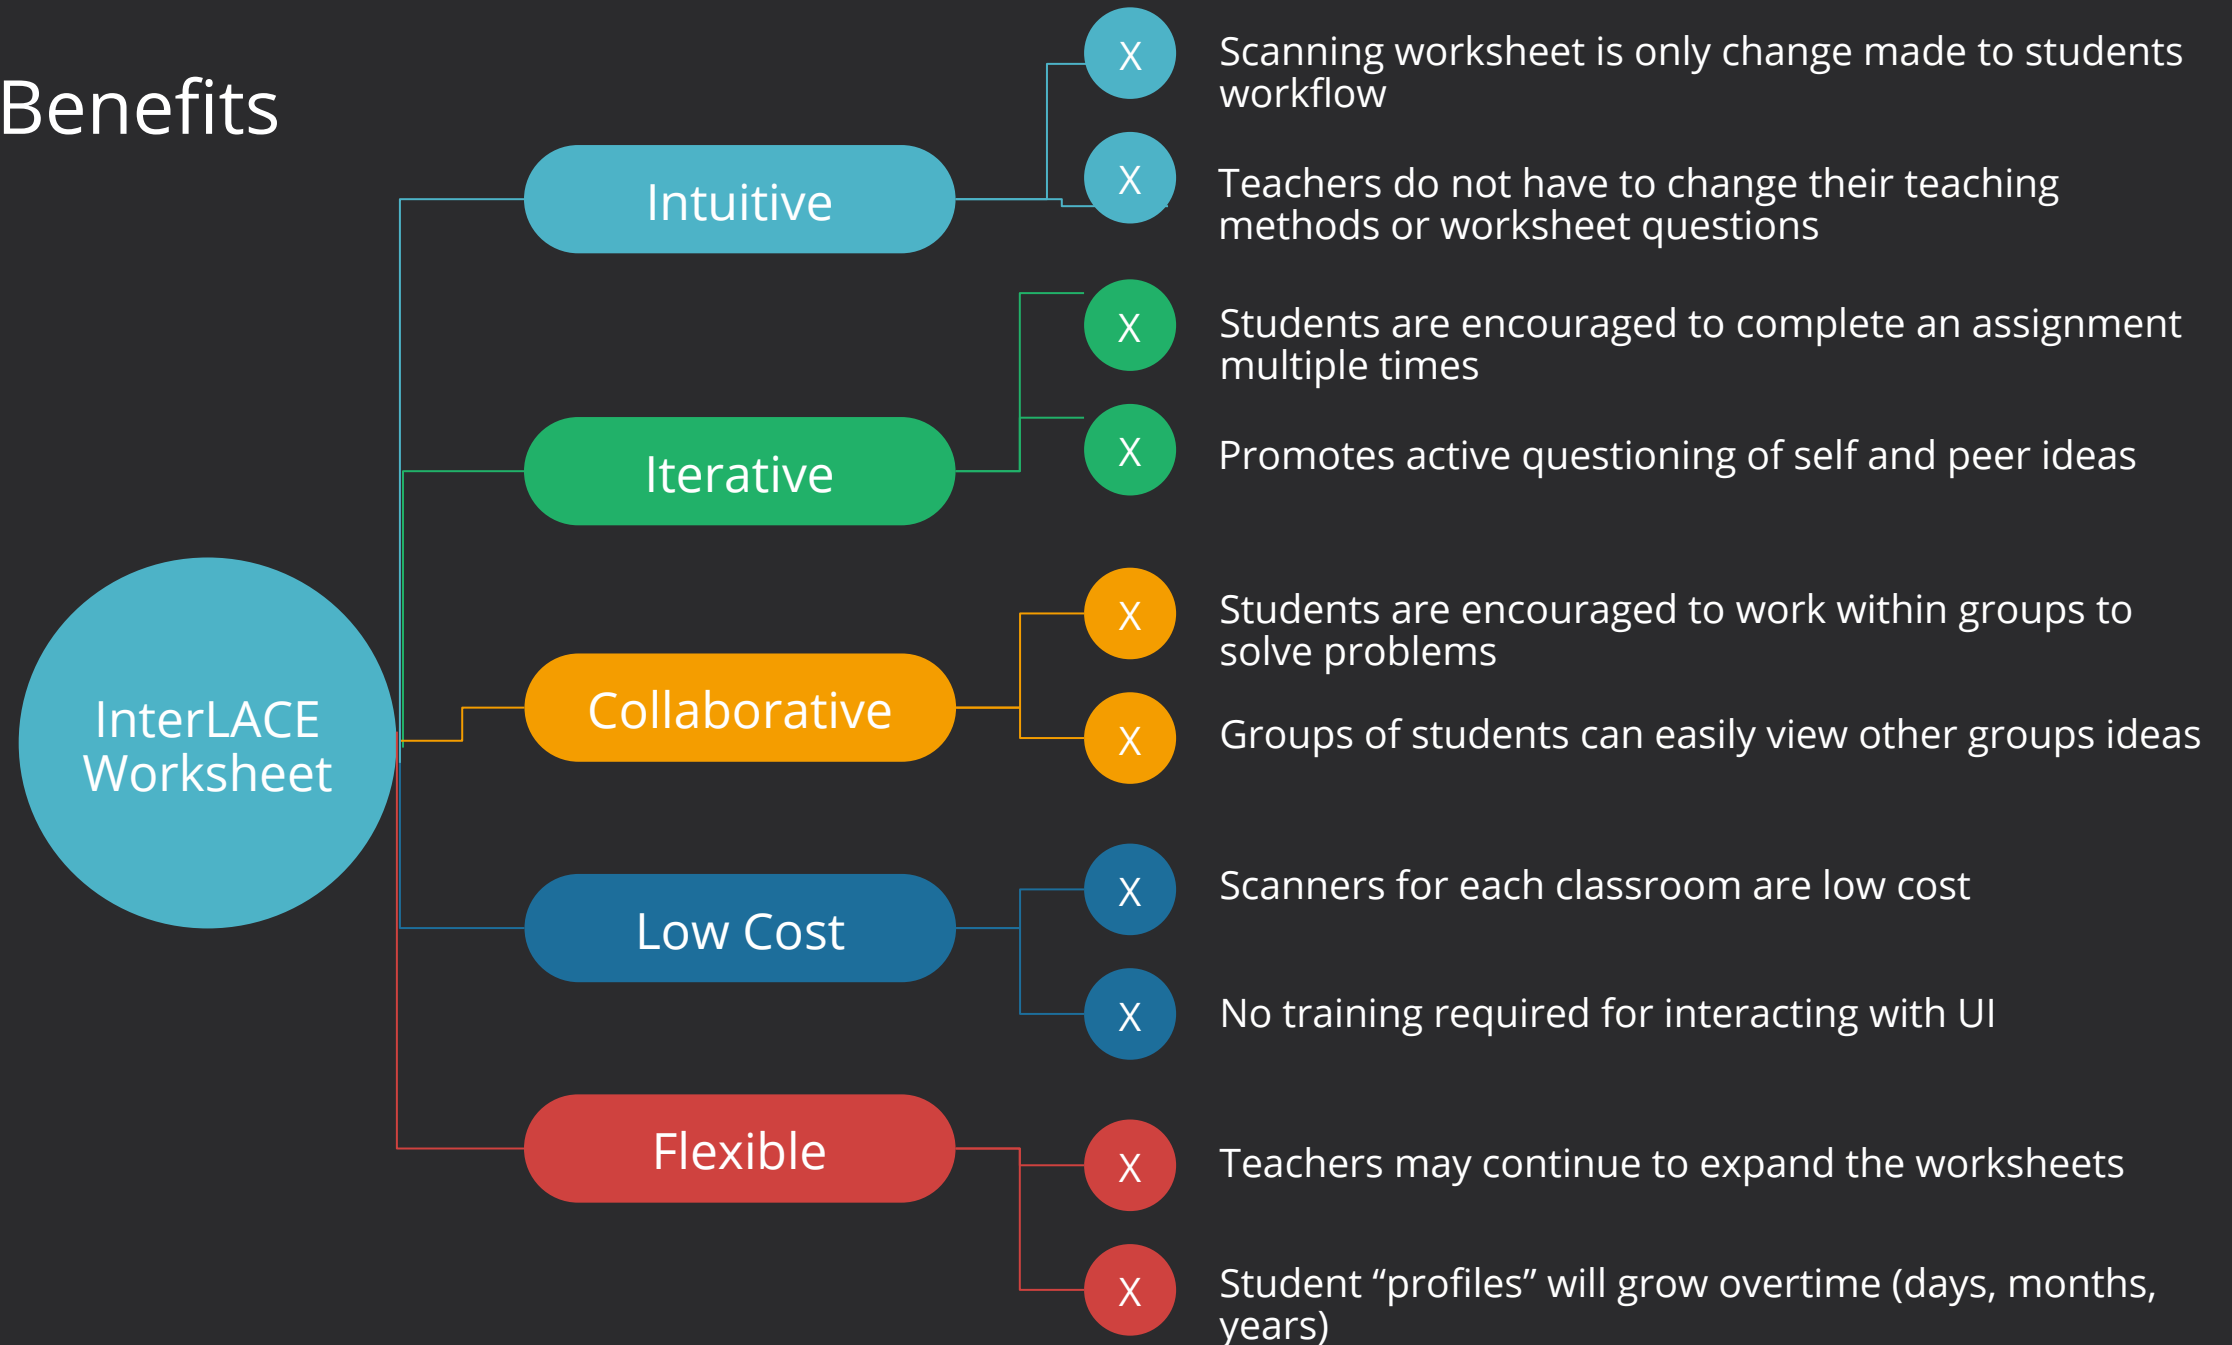 Benefits
X
Scanning worksheet is only change made to students
workflow
Intuitive
X
Teachers do not have to change their teaching
methods or worksheet questions
X
Students are encouraged to complete an assignment
multiple times
Iterative
X
Promotes active questioning of self and peer ideas
InterLACE
Worksheet
X
Students are encouraged to work within groups to
solve problems
Collaborative
X
Groups of students can easily view other groups ideas
X
Scanners for each classroom are low cost
Low Cost
X
No training required for interacting with UI
Flexible
X
Teachers may continue to expand the worksheets
X
Student “profiles” will grow overtime (days, months,
years)